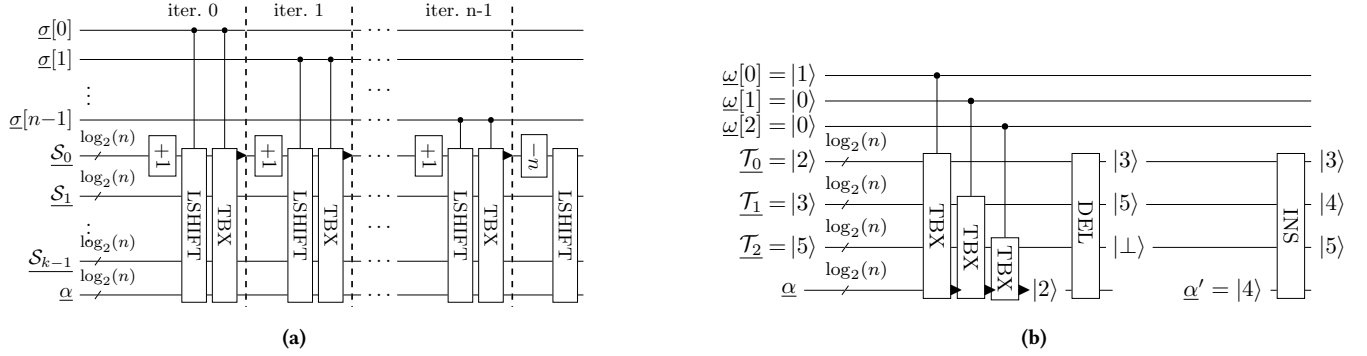 iter. 0 iter. 1 iter. n-1
σ[0]
σ[1] ···
⋮ ···
σ[n−1] ···
log₂(n)
S₀ +1 +1 ··· +1 −n
log₂(n)
S₁ LSHIFT TBX LSHIFT TBX ··· LSHIFT TBX LSHIFT
⋮
log₂(n)
Sₖ₋₁ ···
log₂(n)
α ···
(a)
ω[0] = |1⟩
ω[1] = |0⟩
ω[2] = |0⟩
log₂(n)
T₀ = |2⟩ |3⟩ |3⟩
log₂(n)
T₁ = |3⟩ TBX TBX TBX DEL |5⟩ INS |4⟩
log₂(n)
T₂ = |5⟩ |⊥⟩ |5⟩
log₂(n)
α |2⟩ α′ = |4⟩
(b)